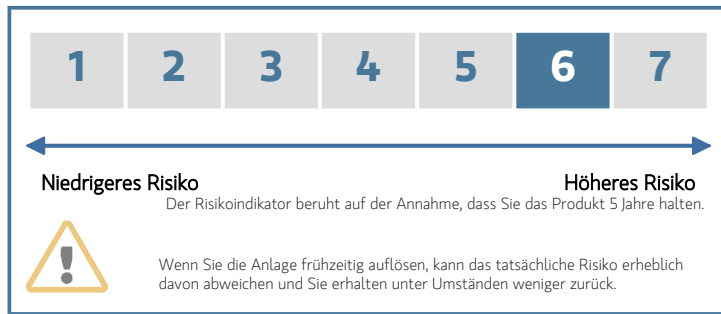 1 2 3 4 5 6 7
Niedrigeres Risiko Höheres Risiko
Der Risikoindikator beruht auf der Annahme, dass Sie das Produkt 5 Jahre halten.
Wenn Sie die Anlage frühzeitig auflösen, kann das tatsächliche Risiko erheblich
davon abweichen und Sie erhalten unter Umständen weniger zurück.